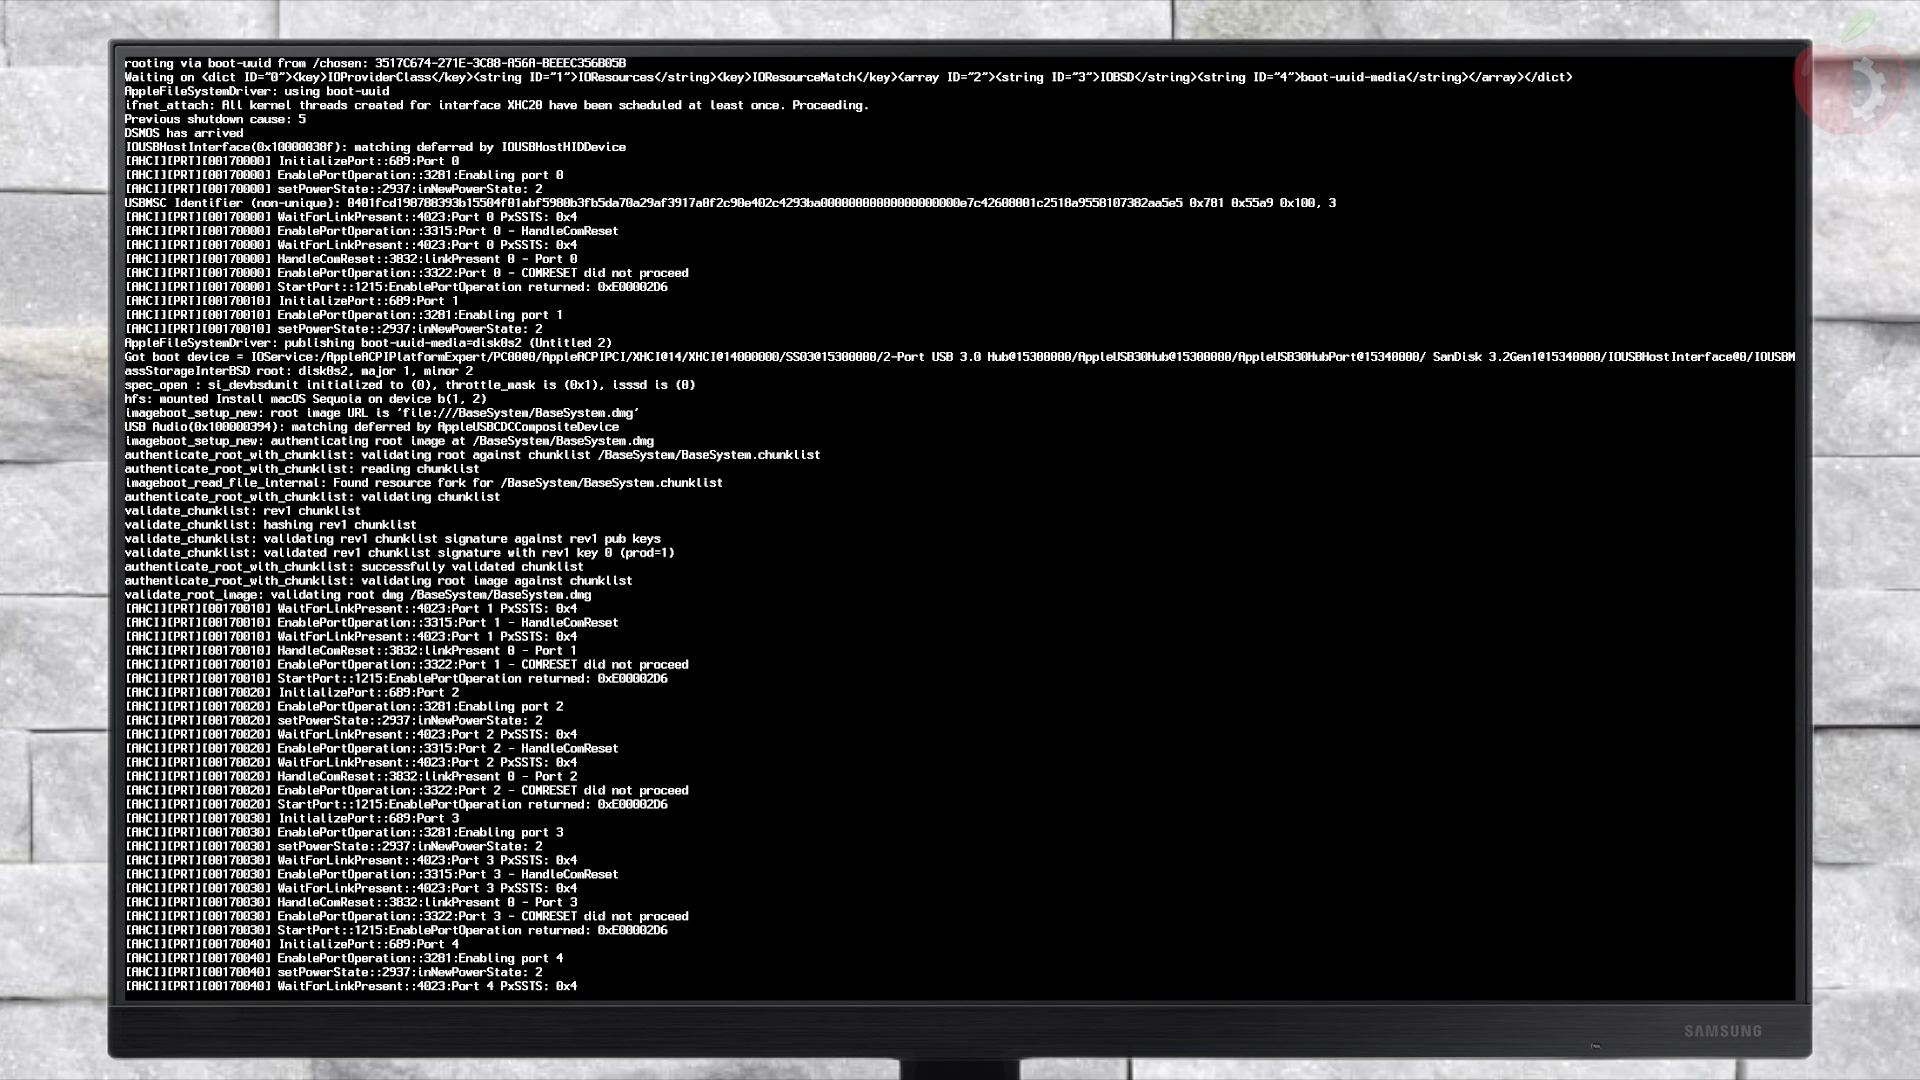 rooting via boot-uuid from /chosen: 3517C674-271E-3C88-A56A-BEEEC356B05B
Waiting on <dict ID="0"><key>IOProviderClass</key><string ID="1">IOResources</string><key>IOResourceMatch</key><array ID="2"><string ID="3">IOBSD</string><string ID="4">boot-uuid-media</string></array></dict>
AppleFileSystemDriver: using boot-uuid
ifnet_attach: All kernel threads created for interface XHC20 have been scheduled at least once. Proceeding.
Previous shutdown cause: 5
DSMOS has arrived
IOUSBHostInterface(0x10000038f): matching deferred by IOUSBHostHIDDevice
[AHCI][PRT][00170000] InitializePort::689:Port 0
[AHCI][PRT][00170000] EnablePortOperation::3281:Enabling port 0
[AHCI][PRT][00170000] setPowerState::2937:inNewPowerState: 2
USBMSC Identifier (non-unique): 0401fcd198788393b15504f01abf5980b3fb5da70a29af3917a0f2c90e402c4293ba00000000000000000000e7c42608001c2518a9558107382aa5e5 0x781 0x55a9 0x100, 3
[AHCI][PRT][00170000] WaitForLinkPresent::4023:Port 0 PxSSTS: 0x4
[AHCI][PRT][00170000] EnablePortOperation::3315:Port 0 - HandleComReset
[AHCI][PRT][00170000] WaitForLinkPresent::4023:Port 0 PxSSTS: 0x4
[AHCI][PRT][00170000] HandleComReset::3832:linkPresent 0 - Port 0
[AHCI][PRT][00170000] EnablePortOperation::3322:Port 0 - COMRESET did not proceed
[AHCI][PRT][00170000] StartPort::1215:EnablePortOperation returned: 0xE00002D6
[AHCI][PRT][00170010] InitializePort::689:Port 1
[AHCI][PRT][00170010] EnablePortOperation::3281:Enabling port 1
[AHCI][PRT][00170010] setPowerState::2937:inNewPowerState: 2
AppleFileSystemDriver: publishing boot-uuid-media=disk0s2 (Untitled 2)
Got boot device = IOService:/AppleACPIPlatformExpert/PC00@0/AppleACPIPCI/XHCI@14/XHCI@14000000/SS03@15300000/2-Port USB 3.0 Hub@15300000/AppleUSB30Hub@15300000/AppleUSB30HubPort@15340000/ SanDisk 3.2Gen1@15340000/IOUSBHostInterface@0/IOUSBM
assStorageInterBSD root: disk0s2, major 1, minor 2
spec_open : si_devbsdunit initialized to (0), throttle_mask is (0x1), isssd is (0)
hfs: mounted Install macOS Sequoia on device b(1, 2)
imageboot_setup_new: root image URL is 'file:///BaseSystem/BaseSystem.dmg'
USB Audio(0x100000394): matching deferred by AppleUSBCDCCompositeDevice
imageboot_setup_new: authenticating root image at /BaseSystem/BaseSystem.dmg
authenticate_root_with_chunklist: validating root against chunklist /BaseSystem/BaseSystem.chunklist
authenticate_root_with_chunklist: reading chunklist
imageboot_read_file_internal: Found resource fork for /BaseSystem/BaseSystem.chunklist
authenticate_root_with_chunklist: validating chunklist
validate_chunklist: rev1 chunklist
validate_chunklist: hashing rev1 chunklist
validate_chunklist: validating rev1 chunklist signature against rev1 pub keys
validate_chunklist: validated rev1 chunklist signature with rev1 key 0 (prod=1)
authenticate_root_with_chunklist: successfully validated chunklist
authenticate_root_with_chunklist: validating root image against chunklist
validate_root_image: validating root dmg /BaseSystem/BaseSystem.dmg
[AHCI][PRT][00170010] WaitForLinkPresent::4023:Port 1 PxSSTS: 0x4
[AHCI][PRT][00170010] EnablePortOperation::3315:Port 1 - HandleComReset
[AHCI][PRT][00170010] WaitForLinkPresent::4023:Port 1 PxSSTS: 0x4
[AHCI][PRT][00170010] HandleComReset::3832:linkPresent 0 - Port 1
[AHCI][PRT][00170010] EnablePortOperation::3322:Port 1 - COMRESET did not proceed
[AHCI][PRT][00170010] StartPort::1215:EnablePortOperation returned: 0xE00002D6
[AHCI][PRT][00170020] InitializePort::689:Port 2
[AHCI][PRT][00170020] EnablePortOperation::3281:Enabling port 2
[AHCI][PRT][00170020] setPowerState::2937:inNewPowerState: 2
[AHCI][PRT][00170020] WaitForLinkPresent::4023:Port 2 PxSSTS: 0x4
[AHCI][PRT][00170020] EnablePortOperation::3315:Port 2 - HandleComReset
[AHCI][PRT][00170020] WaitForLinkPresent::4023:Port 2 PxSSTS: 0x4
[AHCI][PRT][00170020] HandleComReset::3832:linkPresent 0 - Port 2
[AHCI][PRT][00170020] EnablePortOperation::3322:Port 2 - COMRESET did not proceed
[AHCI][PRT][00170020] StartPort::1215:EnablePortOperation returned: 0xE00002D6
[AHCI][PRT][00170030] InitializePort::689:Port 3
[AHCI][PRT][00170030] EnablePortOperation::3281:Enabling port 3
[AHCI][PRT][00170030] setPowerState::2937:inNewPowerState: 2
[AHCI][PRT][00170030] WaitForLinkPresent::4023:Port 3 PxSSTS: 0x4
[AHCI][PRT][00170030] EnablePortOperation::3315:Port 3 - HandleComReset
[AHCI][PRT][00170030] WaitForLinkPresent::4023:Port 3 PxSSTS: 0x4
[AHCI][PRT][00170030] HandleComReset::3832:linkPresent 0 - Port 3
[AHCI][PRT][00170030] EnablePortOperation::3322:Port 3 - COMRESET did not proceed
[AHCI][PRT][00170030] StartPort::1215:EnablePortOperation returned: 0xE00002D6
[AHCI][PRT][00170040] InitializePort::689:Port 4
[AHCI][PRT][00170040] EnablePortOperation::3281:Enabling port 4
[AHCI][PRT][00170040] setPowerState::2937:inNewPowerState: 2
[AHCI][PRT][00170040] WaitForLinkPresent::4023:Port 4 PxSSTS: 0x4
SAMSUNG